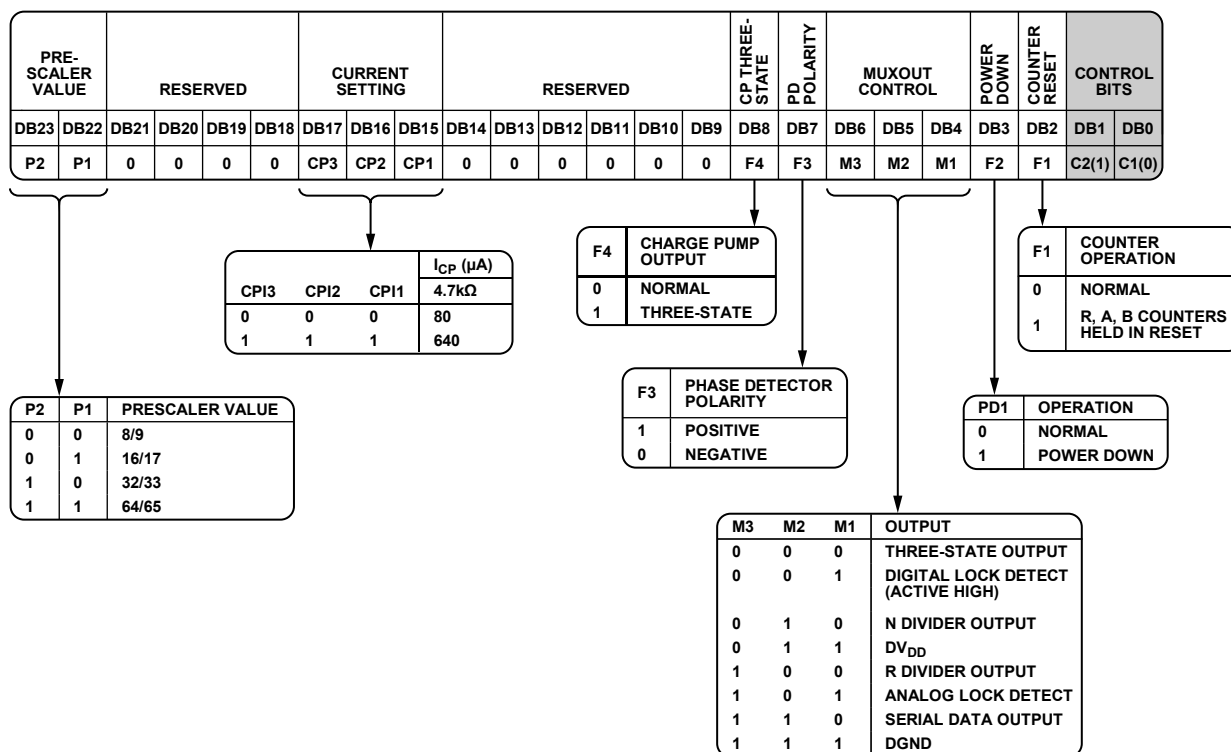 PRE-
SCALER
VALUE
RESERVED
CURRENT
SETTING
RESERVED
CP THREE-
STATE
PD
POLARITY
MUXOUT
CONTROL
POWER
DOWN
COUNTER
RESET
CONTROL
BITS
DB23 DB22 DB21 DB20 DB19 DB18 DB17 DB16 DB15 DB14 DB13 DB12 DB11 DB10 DB9 DB8 DB7 DB6 DB5 DB4 DB3 DB2 DB1 DB0
P2 P1 0 0 0 0 CP3 CP2 CP1 0 0 0 0 0 0 F4 F3 M3 M2 M1 F2 F1 C2(1) C1(0)
ICP (µA)
CPI3 CPI2 CPI1 4.7kΩ
0 0 0 80
1 1 1 640
F4 CHARGE PUMP
OUTPUT
0 NORMAL
1 THREE-STATE
F1 COUNTER
OPERATION
0 NORMAL
1 R, A, B COUNTERS
HELD IN RESET
F3 PHASE DETECTOR
POLARITY
1 POSITIVE
0 NEGATIVE
PD1 OPERATION
0 NORMAL
1 POWER DOWN
P2 P1 PRESCALER VALUE
0 0 8/9
0 1 16/17
1 0 32/33
1 1 64/65
M3 M2 M1 OUTPUT
0 0 0 THREE-STATE OUTPUT
0 0 1 DIGITAL LOCK DETECT
(ACTIVE HIGH)
0 1 0 N DIVIDER OUTPUT
0 1 1 DVDD
1 0 0 R DIVIDER OUTPUT
1 0 1 ANALOG LOCK DETECT
1 1 0 SERIAL DATA OUTPUT
1 1 1 DGND